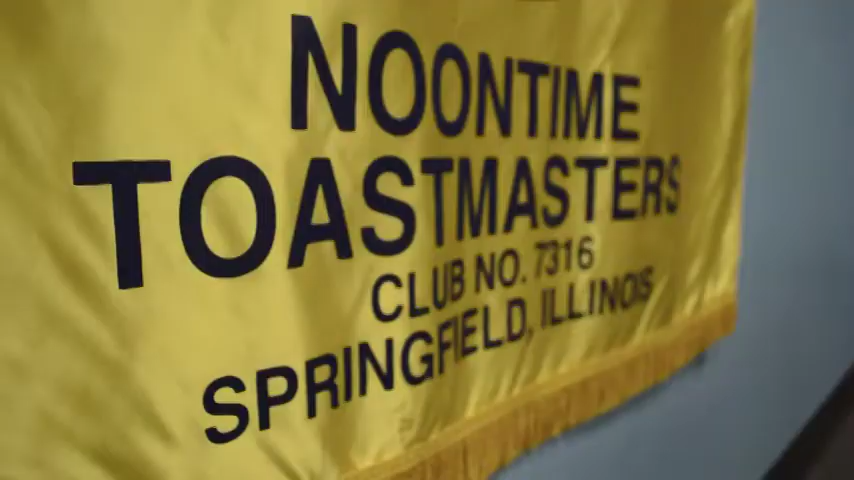 NOONTIME
TOASTMASTERS
CLUB NO. 7316
SPRINGFIELD, ILLINOIS